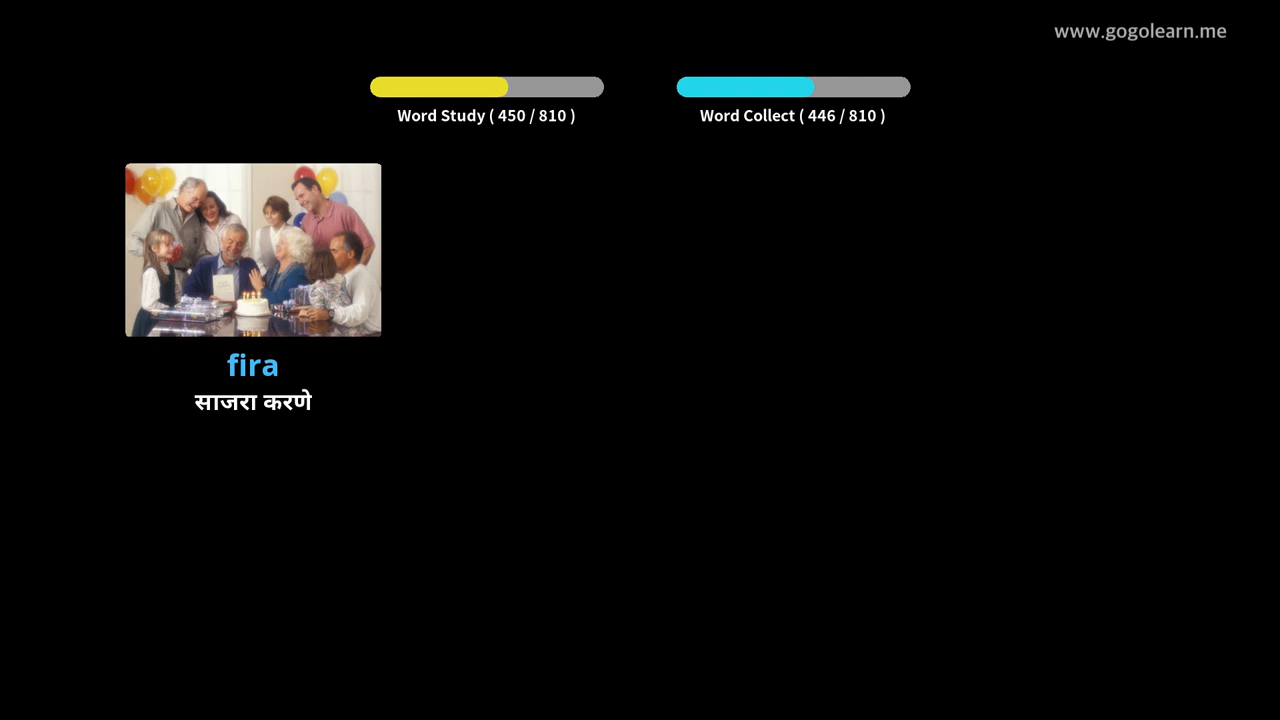 www.gogolearn.me
Word Study ( 450 / 810 )
Word Collect ( 446 / 810 )
fira
साजरा करणे